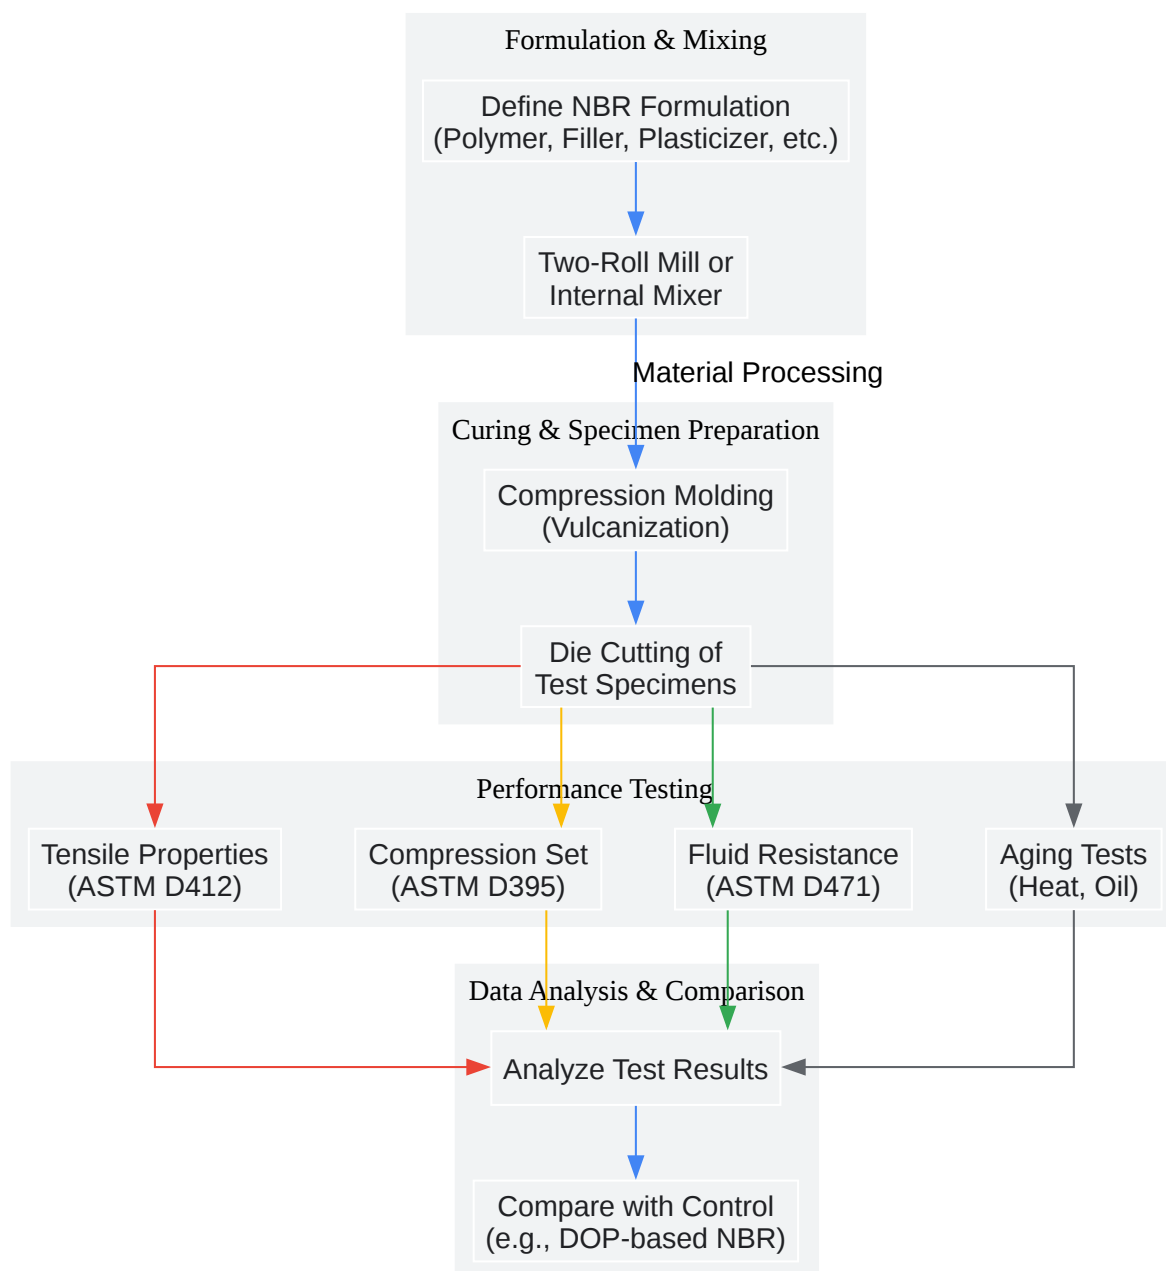 Formulation & Mixing
Define NBR Formulation
(Polymer, Filler, Plasticizer, etc.)
Two-Roll Mill or
Internal Mixer
Material Processing
Curing & Specimen Preparation
Compression Molding
(Vulcanization)
Die Cutting of
Test Specimens
Performance Testing
Tensile Properties
(ASTM D412)
Compression Set
(ASTM D395)
Fluid Resistance
(ASTM D471)
Aging Tests
(Heat, Oil)
Data Analysis & Comparison
Analyze Test Results
Compare with Control
(e.g., DOP-based NBR)